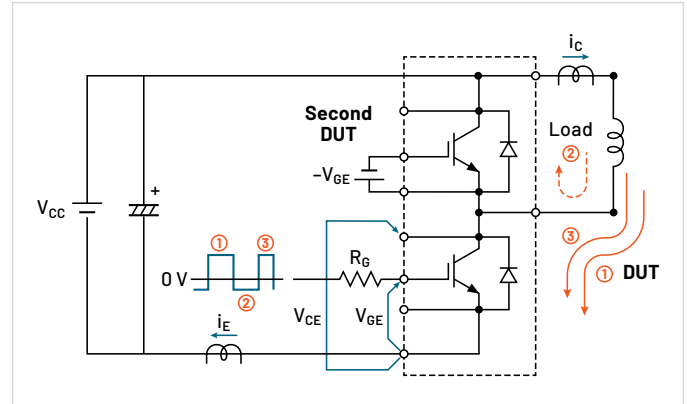 i_C
Second
DUT
Load
②
–V_GE
V_CC
+
① ③
0 V
②
R_G
③
① DUT
V_CE V_GE
i_E